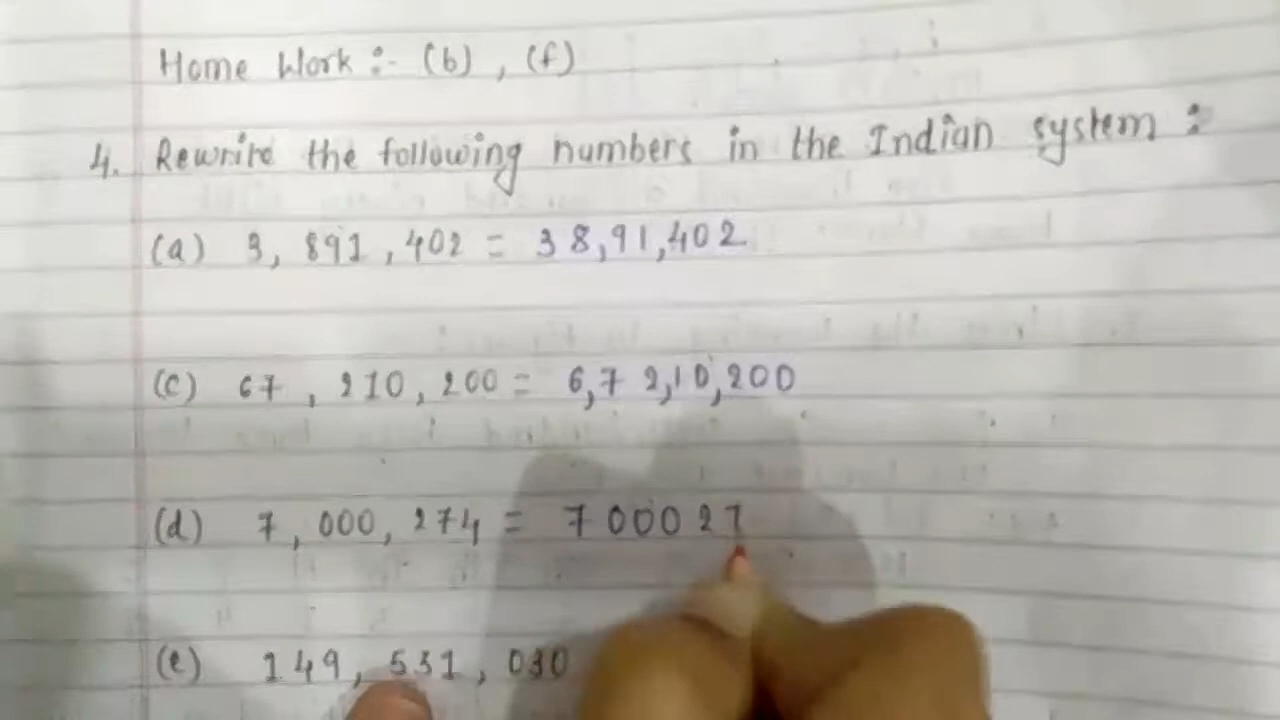 Home Work :- (b) , (f)
4. Rewrite the following numbers in the Indian system :
(a) 3, 891, 402 = 38,91,402
(c) 67 , 210, 200 = 6,72,10,200
(d) 7, 000, 274 = 700027
(e) 149, 531, 030